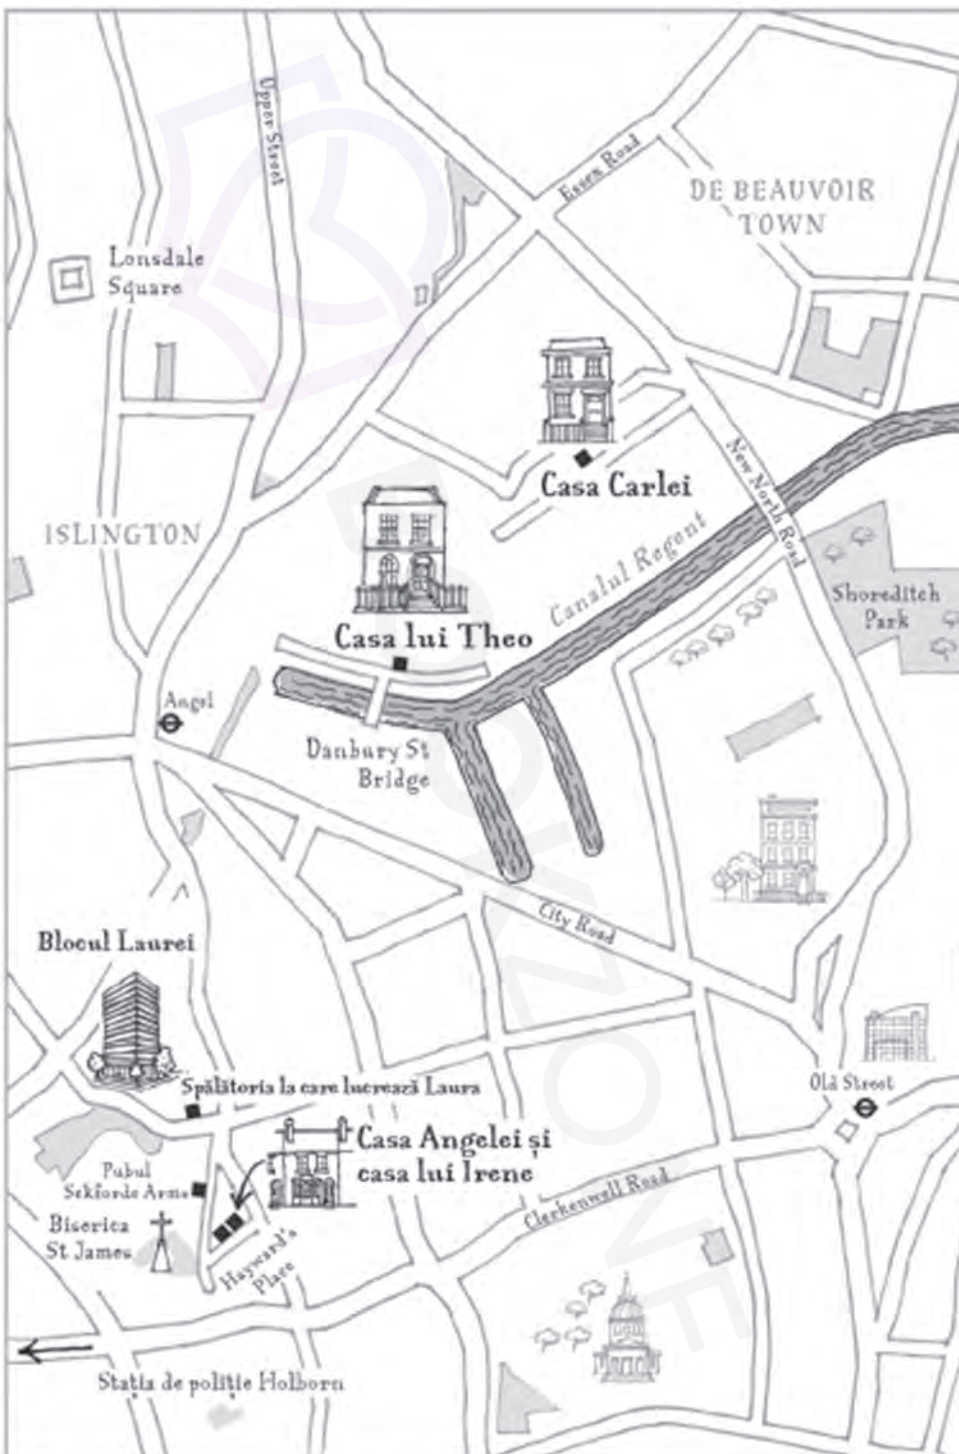 Upper Street
Essex Road
DE BEAUVOIR
TOWN
Lonsdale
Square
Casa Carlei
New North Road
ISLINGTON
Canalul Regent
Shoreditch
Park
Casa lui Theo
Angel
Danbury St
Bridge
City Road
Blocul Laurei
Old Street
Spălătoria la care lucrează Laura
Casa Angelei și
casa lui Irene
Pubul
Sekforde Arms
Clerkenwell Road
Biserica
St James
Hayward's
Place
Stația de poliție Holborn
BOOKZONE